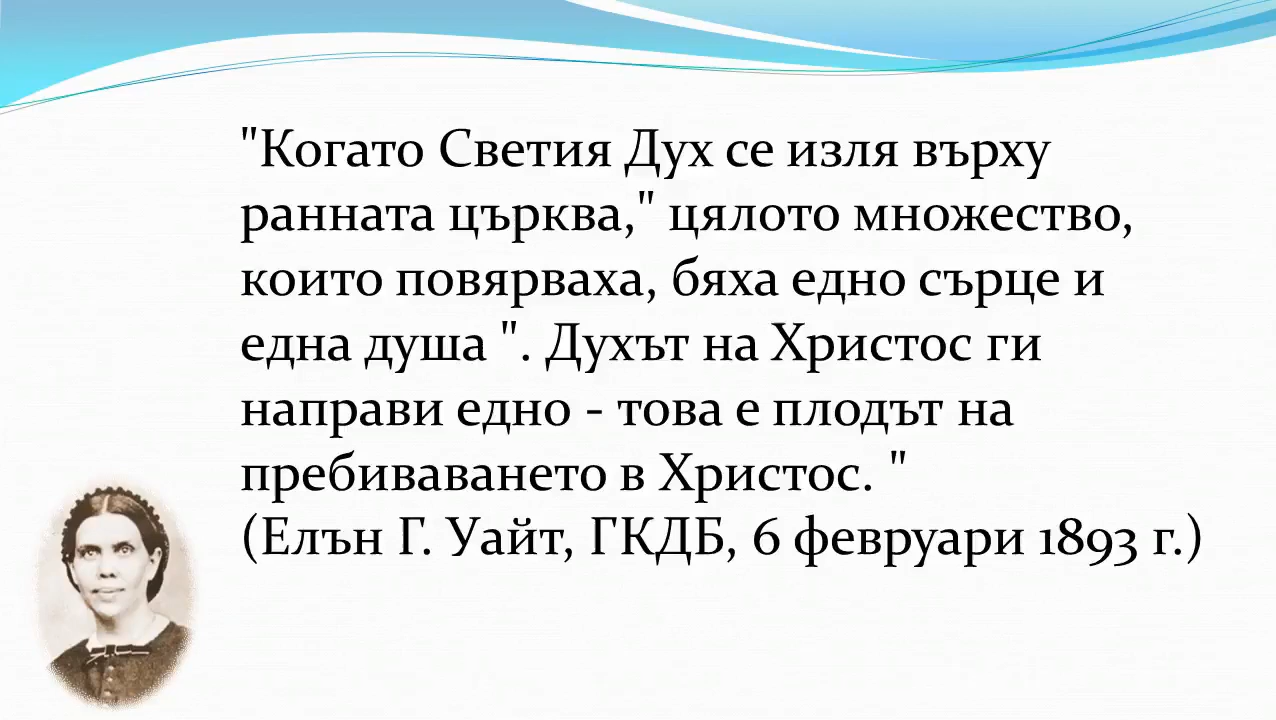 "Когато Светия Дух се изля върху
ранната църква," цялото множество,
които повярваха, бяха едно сърце и
една душа ". Духът на Христос ги
направи едно - това е плодът на
пребиваването в Христос. "
(Елън Г. Уайт, ГКДБ, 6 февруари 1893 г.)